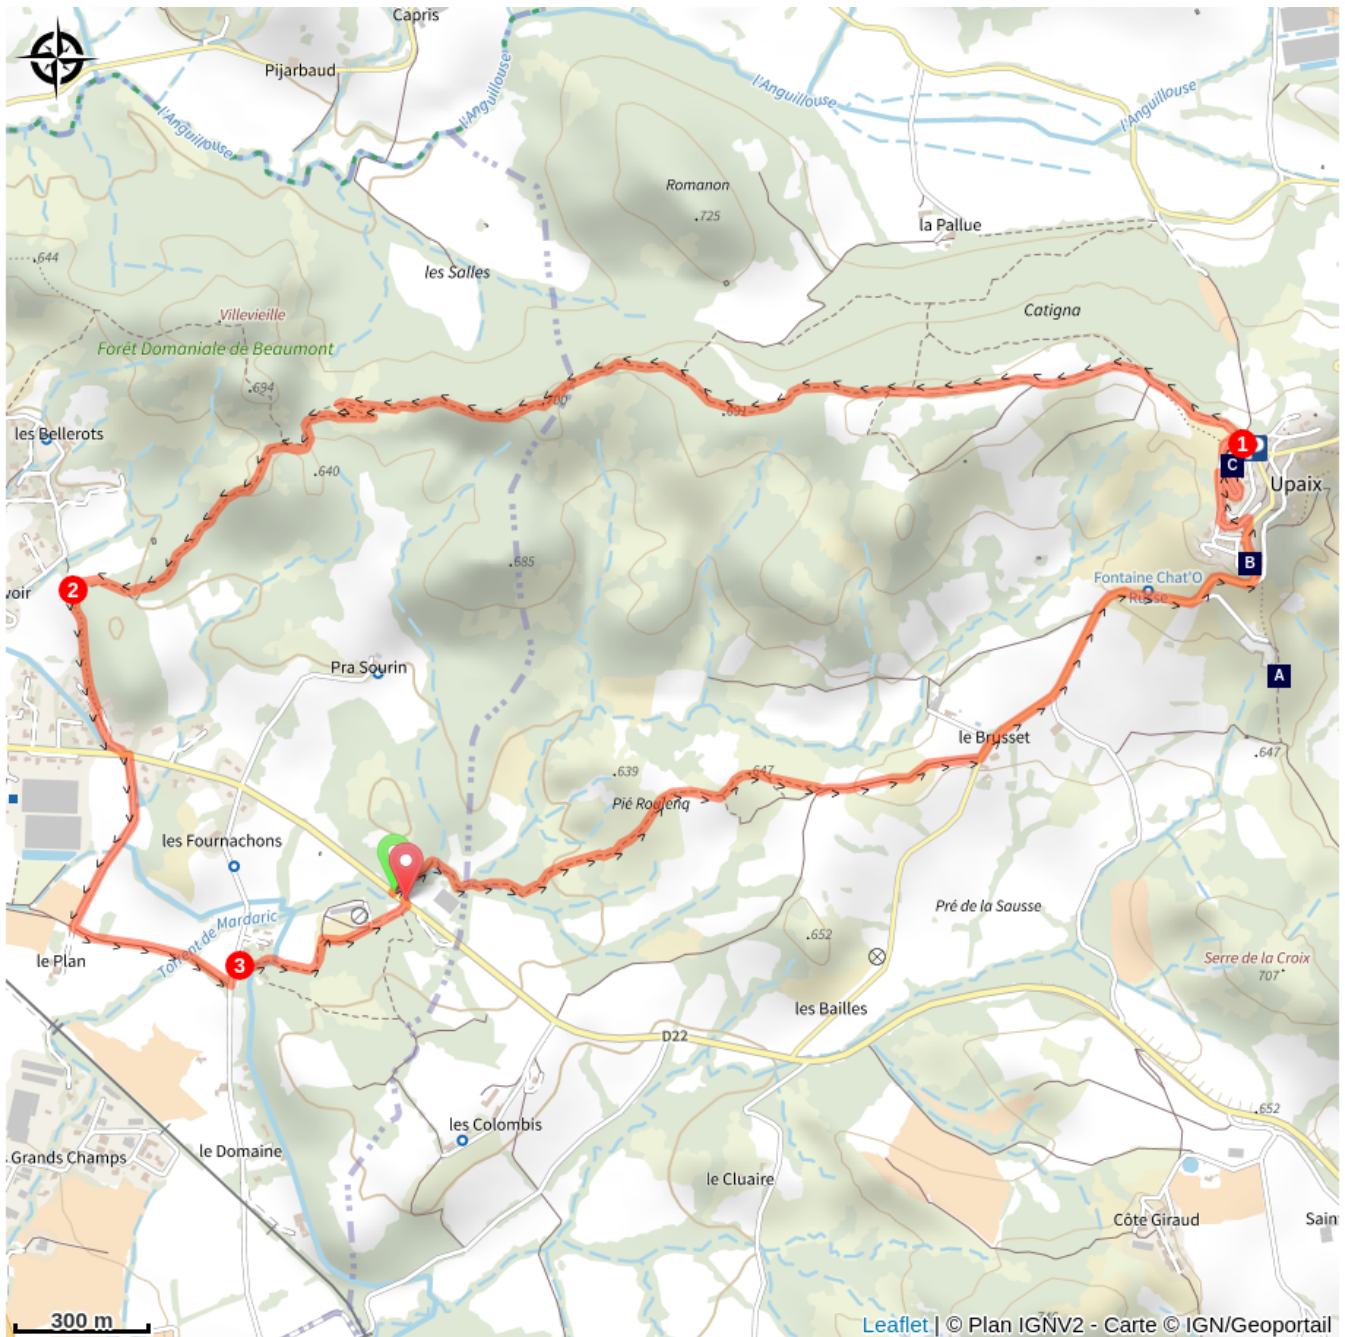 Capris
Pijarbaud
l'Anguillouse
l'Anguillouse
l'Anguillouse
l'Anguillouse
Romanon
725
la Pallue
644
les Salles
Villevieille
Forêt Domaniale de Beaumont
Catigna
694
700
691
les Bellerots
1
C
640
Upaix
685
B
2
voir
Fontaine Chat'O
Russe
Pra Sourin
A
le Brusset
647
639
647
Pié Roulenq
les Fournachons
Pré de la Sausse
Torrent de Mardaric
652
le Plan
3
Serre de la Croix
707
les Bailles
D22
652
les Colombis
le Domaine
Grands Champs
le Cluaire
Côte Giraud
Sain
300 m
Leaflet | © Plan IGNV2 - Carte © IGN/Geoportail